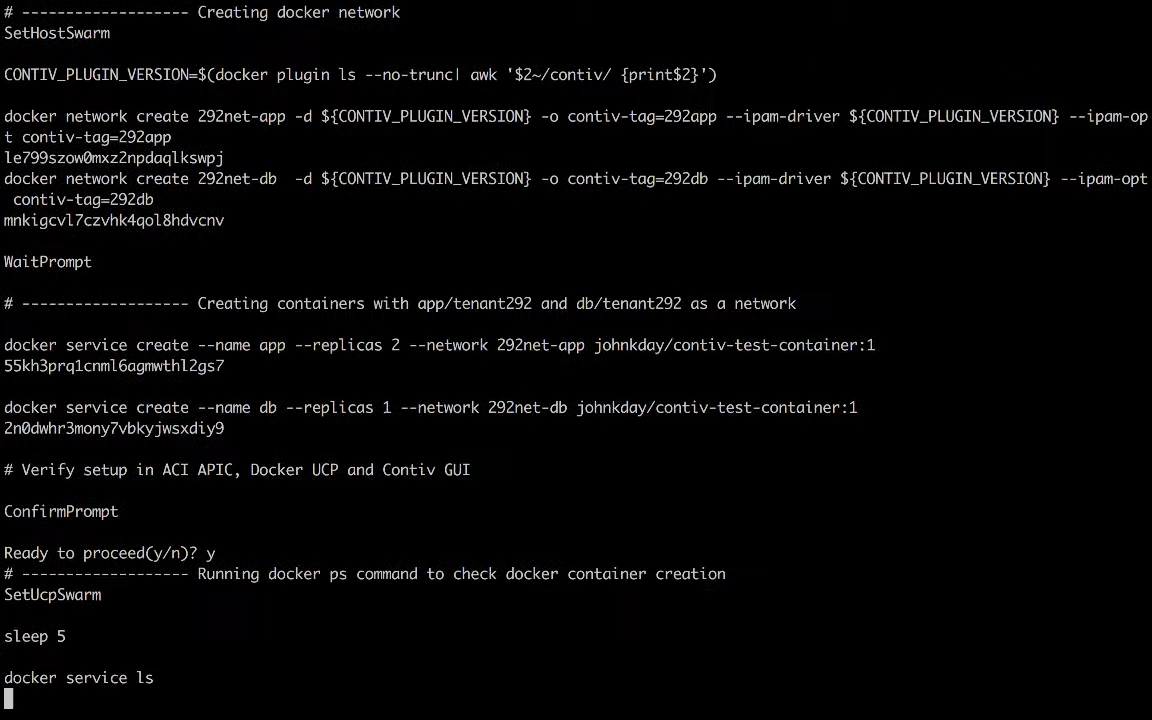 # ------------------- Creating docker network
SetHostSwarm
CONTIV_PLUGIN_VERSION=$(docker plugin ls --no-trunc| awk '$2~/contiv/ {print$2}')
docker network create 292net-app -d ${CONTIV_PLUGIN_VERSION} -o contiv-tag=292app --ipam-driver ${CONTIV_PLUGIN_VERSION} --ipam-op
t contiv-tag=292app
le799szow0mxz2npdaqlkswpj
docker network create 292net-db  -d ${CONTIV_PLUGIN_VERSION} -o contiv-tag=292db --ipam-driver ${CONTIV_PLUGIN_VERSION} --ipam-opt
 contiv-tag=292db
mnkigcvl7czvhk4qol8hdvcnv
WaitPrompt
# ------------------- Creating containers with app/tenant292 and db/tenant292 as a network
docker service create --name app --replicas 2 --network 292net-app johnkday/contiv-test-container:1
55kh3prq1cnml6agmwthl2gs7
docker service create --name db --replicas 1 --network 292net-db johnkday/contiv-test-container:1
2n0dwhr3mony7vbkyjwsxdiy9
# Verify setup in ACI APIC, Docker UCP and Contiv GUI
ConfirmPrompt
Ready to proceed(y/n)? y
# ------------------- Running docker ps command to check docker container creation
SetUcpSwarm
sleep 5
docker service ls